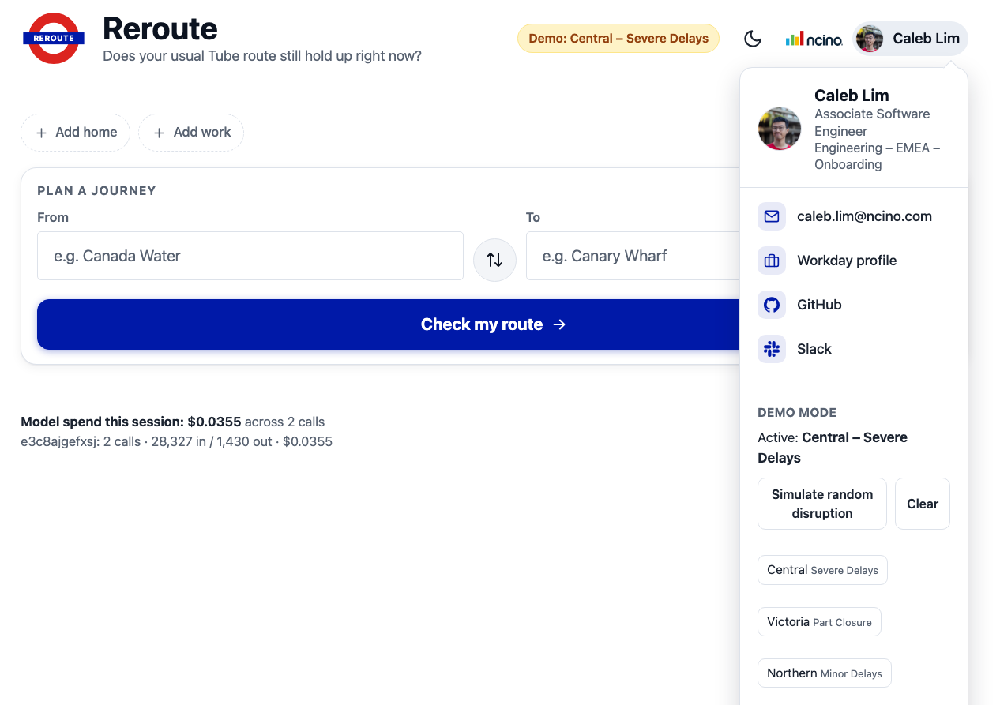 REROUTE
Reroute
Does your usual Tube route still hold up right now?
Demo: Central – Severe Delays
ncino
Caleb Lim
+ Add home
+ Add work
PLAN A JOURNEY
From
To
e.g. Canada Water
e.g. Canary Wharf
Check my route →
Model spend this session: $0.0355 across 2 calls
e3c8ajgefxsj: 2 calls · 28,327 in / 1,430 out · $0.0355
Caleb Lim
Associate Software
Engineer
Engineering – EMEA –
Onboarding
caleb.lim@ncino.com
Workday profile
GitHub
Slack
DEMO MODE
Active: Central – Severe
Delays
Simulate random
disruption
Clear
Central Severe Delays
Victoria Part Closure
Northern Minor Delays